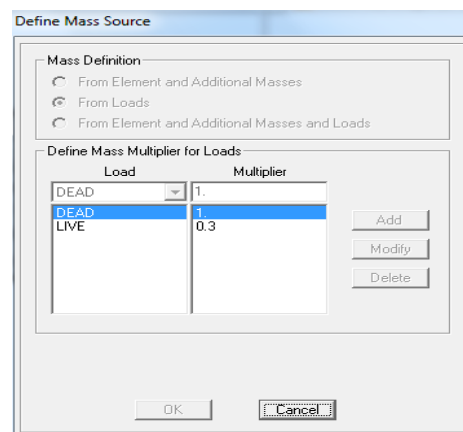 Define Mass Source
Mass Definition
From Element and Additional Masses
From Loads
From Element and Additional Masses and Loads
Define Mass Multiplier for Loads
Load Multiplier
DEAD 1.
DEAD 1.
LIVE 0.3
Add
Modify
Delete
OK Cancel